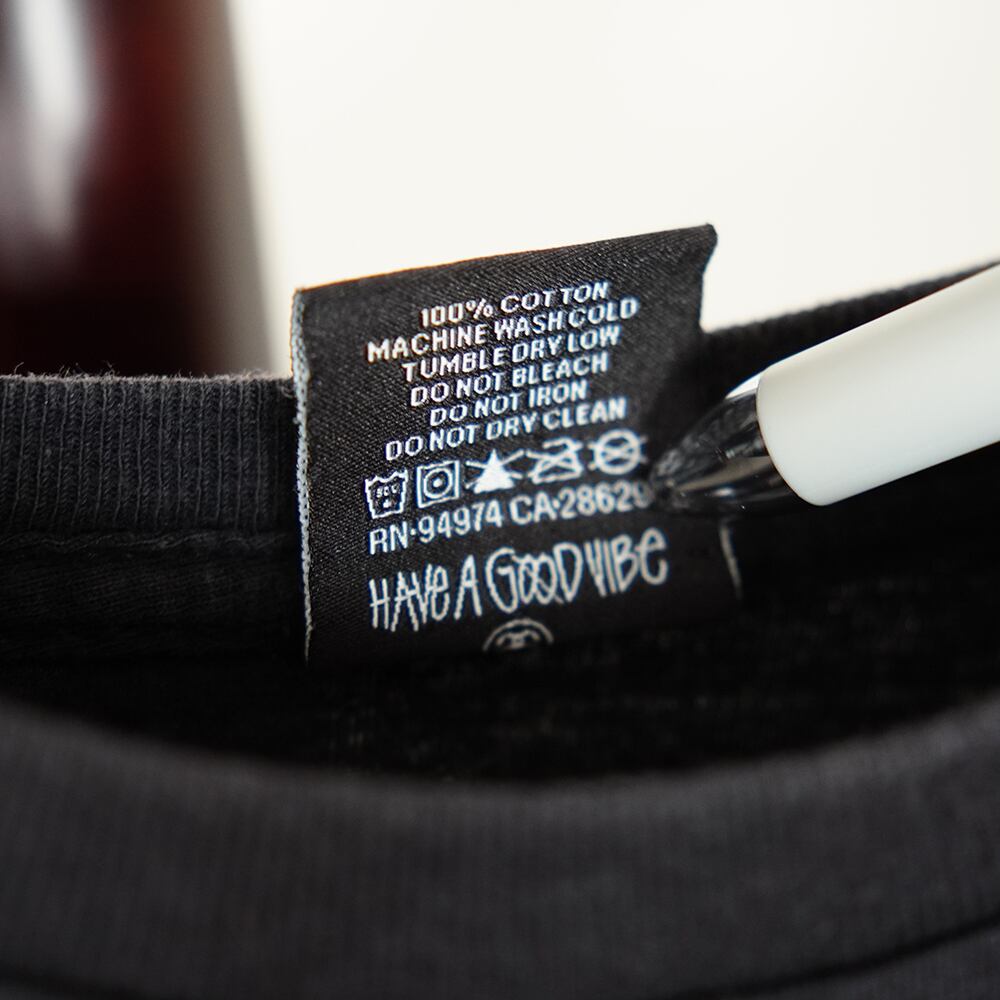 100% COTTON
MACHINE WASH COLD
TUMBLE DRY LOW
DO NOT BLEACH
DO NOT IRON
DO NOT DRY CLEAN
RN·94974 CA·28629
HAVE A GOOD VIBE